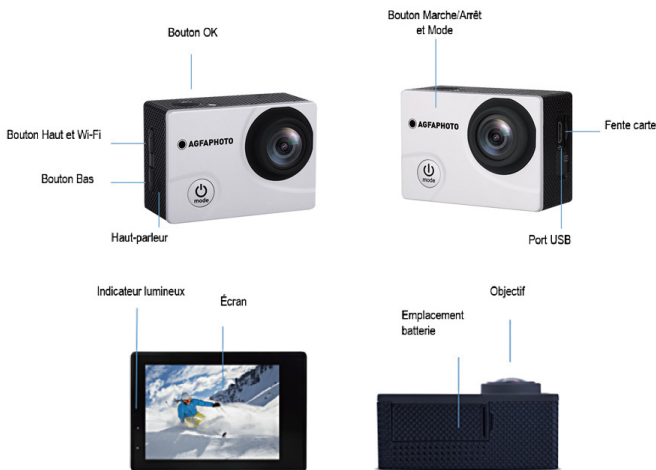 Bouton OK
Bouton Marche/Arrêt
et Mode
Bouton Haut et Wi-Fi
AGFAPHOTO
mode
Bouton Bas
Haut-parleur
AGFAPHOTO
mode
Fente carte
Port USB
Indicateur lumineux
Écran
Objectif
Emplacement
batterie